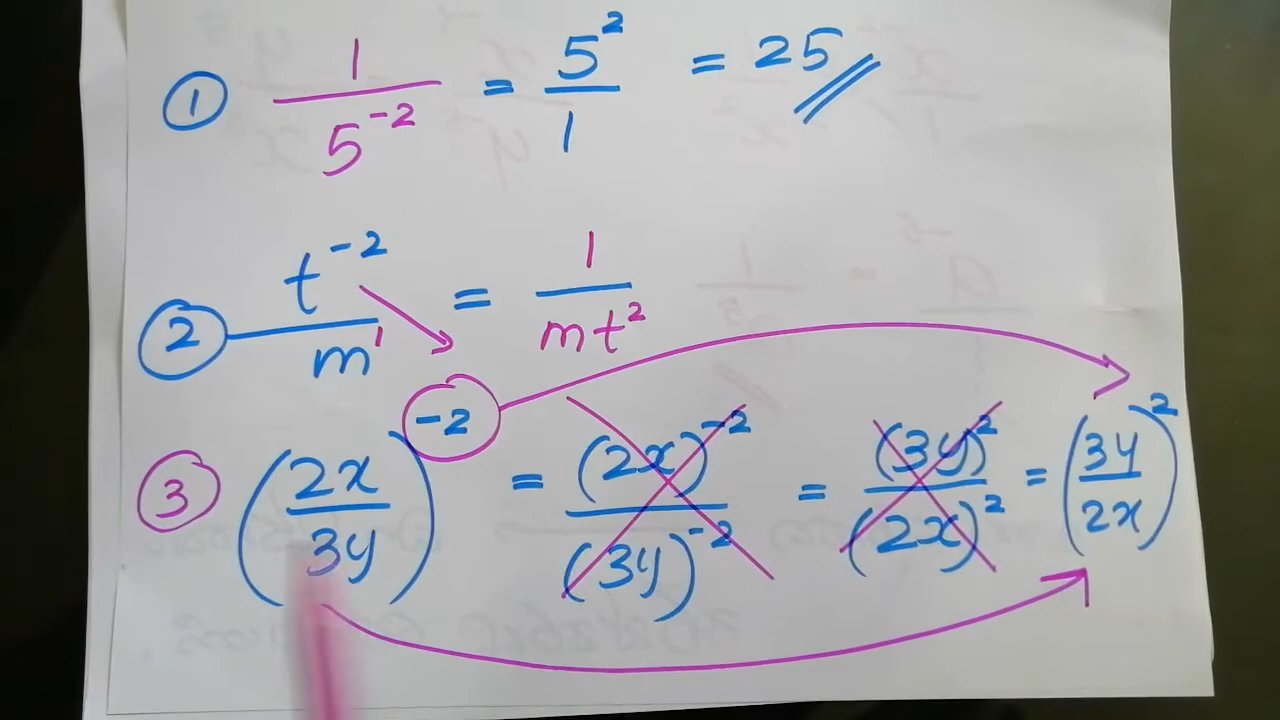 ① 1/5⁻² = 5²/1 = 25
② t⁻²/m¹ = 1/mt²
③ (2x/3y)⁻² = (2x)⁻²/(3y)⁻² = (3y)²/(2x)² = (3y/2x)²